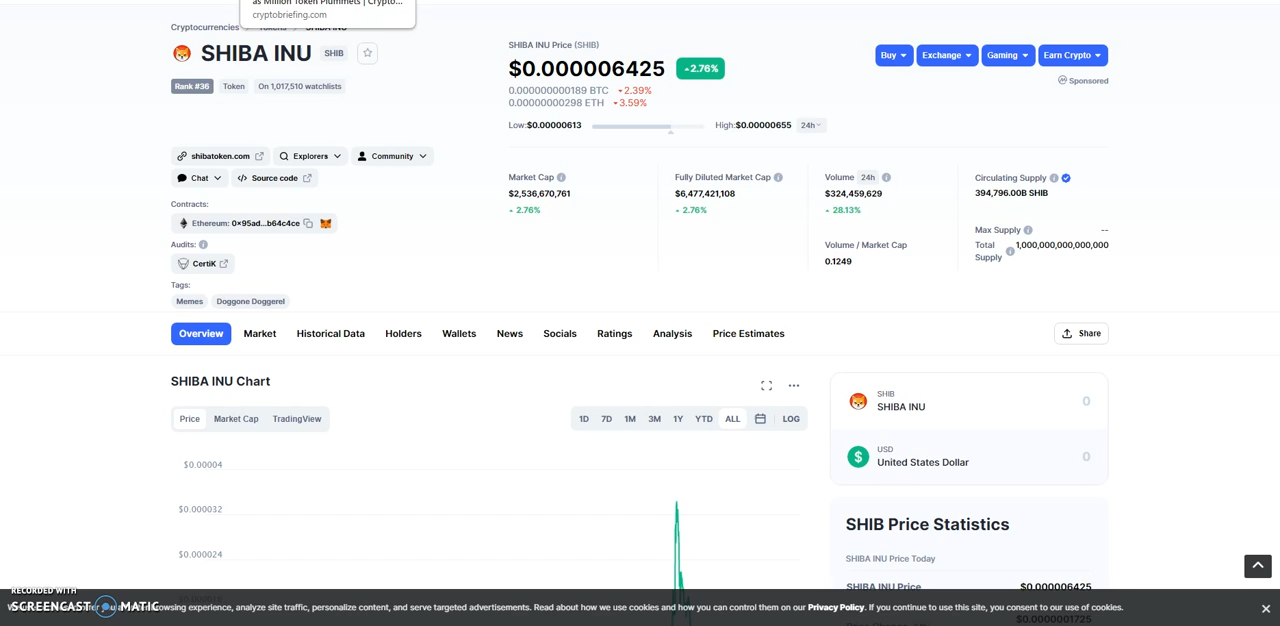 as Million Token Plummets | Crypto...
cryptobriefing.com
Cryptocurrencies Tokens SHIBA INU
SHIBA INU SHIB
Rank #36 Token On 1,017,510 watchlists
shibatoken.com Explorers Community
Chat Source code
Contracts:
Ethereum: 0x95ad...b64c4ce
Audits:
CertiK
Tags:
Memes Doggone Doggerel
SHIBA INU Price (SHIB)
$0.000006425 2.76%
0.000000000189 BTC 2.39%
0.00000000298 ETH 3.59%
Low:$0.00000613 High:$0.00000655 24h
Buy Exchange Gaming Earn Crypto
Sponsored
Market Cap
$2,536,670,761
2.76%
Fully Diluted Market Cap
$6,477,421,108
2.76%
Volume 24h
$324,459,629
28.13%
Volume / Market Cap
0.1249
Circulating Supply
394,796.00B SHIB
Max Supply --
Total Supply 1,000,000,000,000,000
Overview Market Historical Data Holders Wallets News Socials Ratings Analysis Price Estimates Share
SHIBA INU Chart
Price Market Cap TradingView 1D 7D 1M 3M 1Y YTD ALL LOG
$0.00004
$0.000032
$0.000024
SHIB
SHIBA INU 0
USD
United States Dollar 0
SHIB Price Statistics
SHIBA INU Price Today
SHIBA INU Price $0.000006425
$0.0000001725
RECORDED WITH
SCREENCAST MATIC
browsing experience, analyze site traffic, personalize content, and serve targeted advertisements. Read about how we use cookies and how you can control them on our Privacy Policy. If you continue to use this site, you consent to our use of cookies.